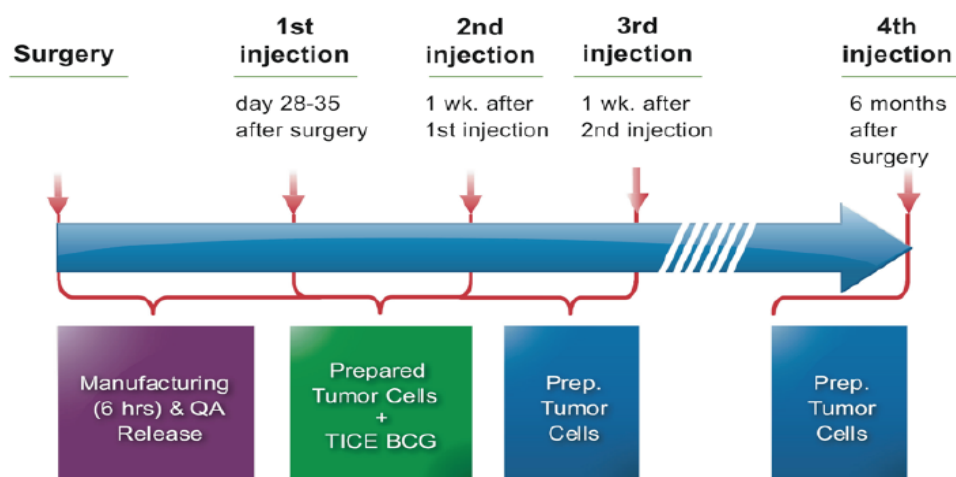 Surgery
1st
injection
day 28-35
after surgery
2nd
injection
1 wk. after
1st injection
3rd
injection
1 wk. after
2nd injection
4th
injection
6 months
after
surgery
Manufacturing
(6 hrs) & QA
Release
Prepared
Tumor Cells
+
TICE BCG
Prep.
Tumor
Cells
Prep.
Tumor
Cells